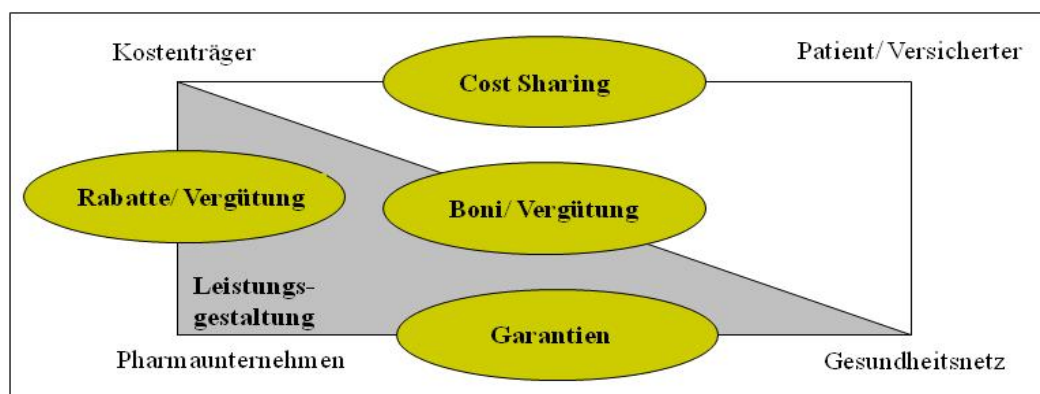 Kostenträger
Patient/Versicherter
Cost Sharing
Rabatte/Vergütung
Boni/Vergütung
Leistungs-
gestaltung
Garantien
Pharmaunternehmen
Gesundheitsnetz